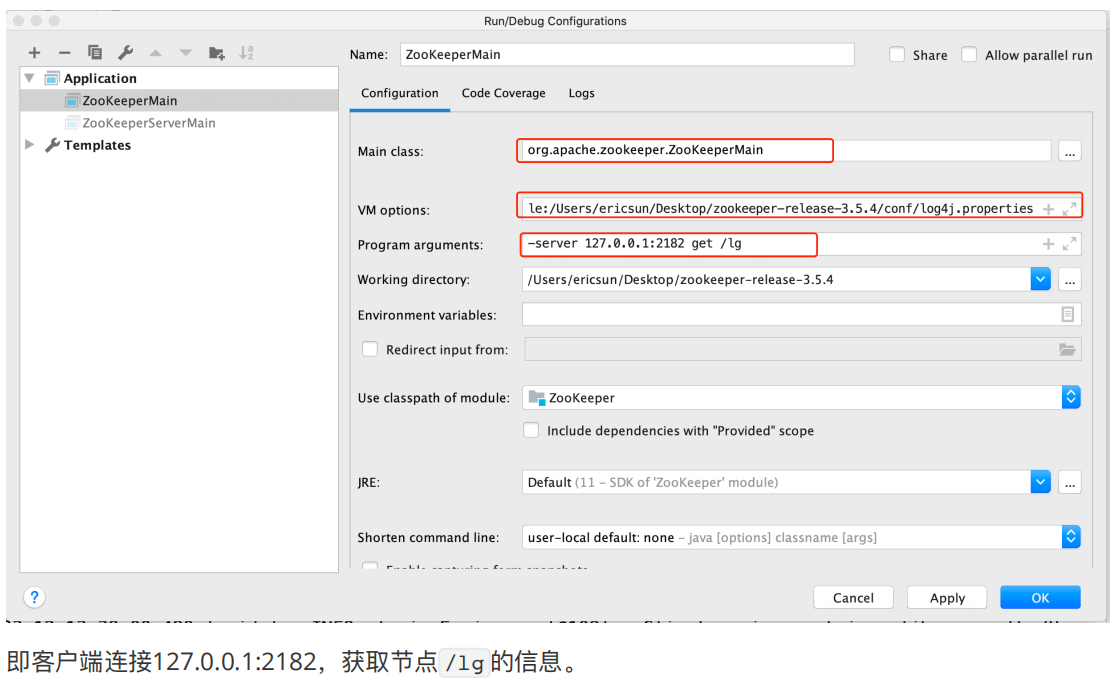 Run/Debug Configurations
Name: ZooKeeperMain Share Allow parallel run
Application
ZooKeeperMain
ZooKeeperServerMain
Templates
Configuration Code Coverage Logs
Main class: org.apache.zookeeper.ZooKeeperMain ...
VM options: le:/Users/ericsun/Desktop/zookeeper-release-3.5.4/conf/log4j.properties
Program arguments: -server 127.0.0.1:2182 get /lg
Working directory: /Users/ericsun/Desktop/zookeeper-release-3.5.4 ...
Environment variables:
Redirect input from:
Use classpath of module: ZooKeeper
Include dependencies with "Provided" scope
JRE: Default (11 – SDK of 'ZooKeeper' module) ...
Shorten command line: user-local default: none – java [options] classname [args]
? Cancel Apply OK
即客户端连接127.0.0.1:2182，获取节点 /lg 的信息。